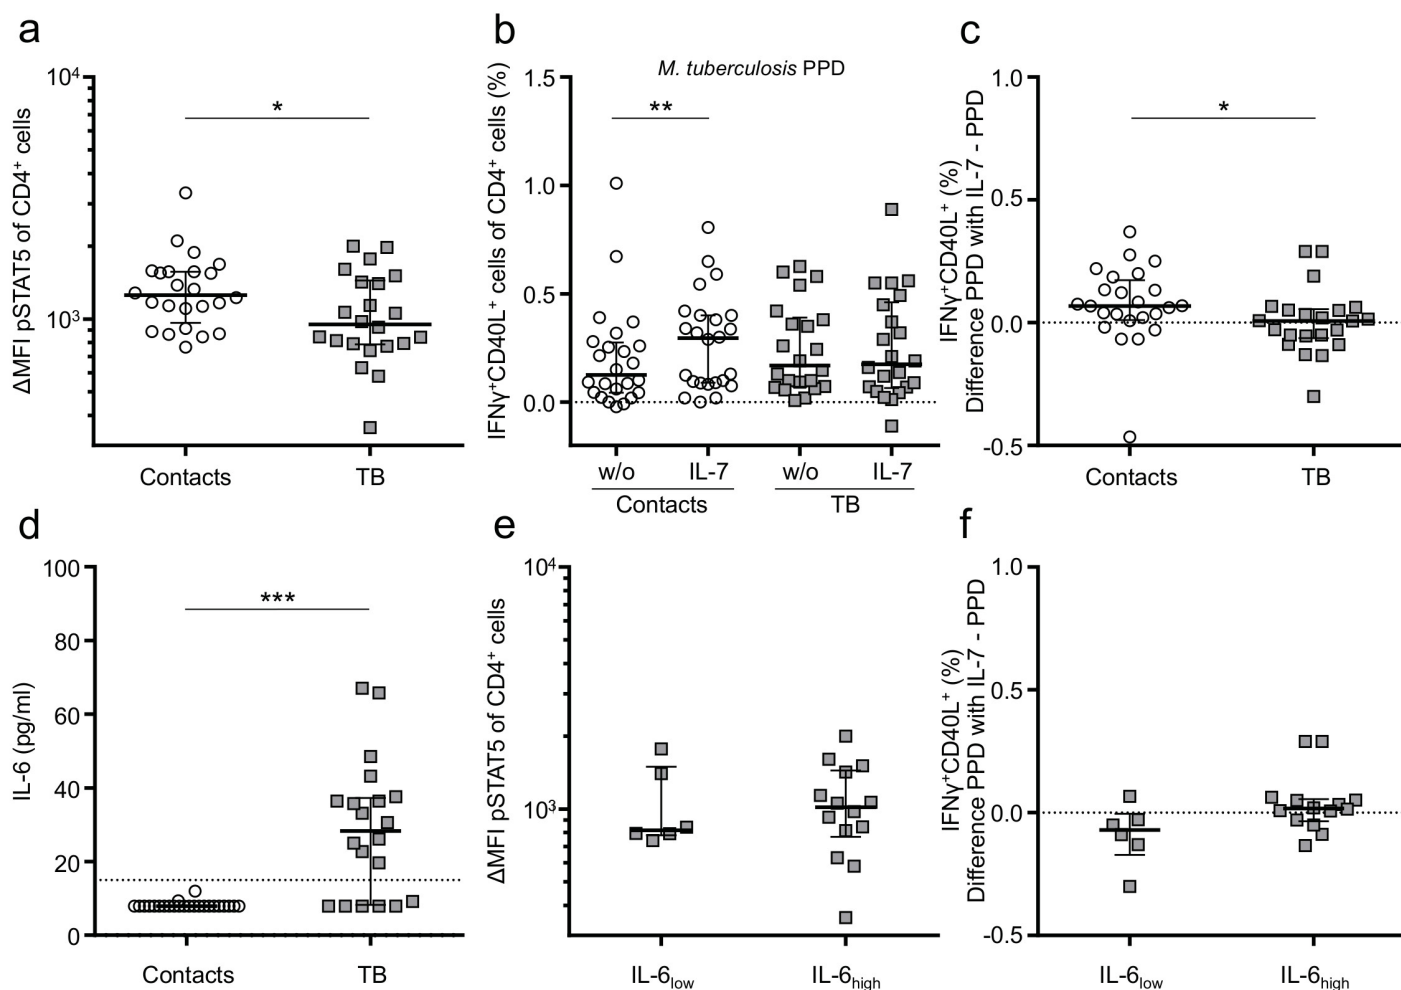 a
ΔMFI pSTAT5 of CD4⁺ cells
10⁴
10³
*
Contacts
TB
b
M. tuberculosis PPD
IFNγ⁺CD40L⁺ cells of CD4⁺ cells (%)
1.5
1.0
0.5
0.0
**
w/o
IL-7
w/o
IL-7
Contacts
TB
c
IFNγ⁺CD40L⁺ (%)
Difference PPD with IL-7 - PPD
1.0
0.5
0.0
-0.5
*
Contacts
TB
d
IL-6 (pg/ml)
100
80
60
40
20
0
***
Contacts
TB
e
ΔMFI pSTAT5 of CD4⁺ cells
10⁴
10³
IL-6low
IL-6high
f
IFNγ⁺CD40L⁺ (%)
Difference PPD with IL-7 - PPD
1.0
0.5
0.0
-0.5
IL-6low
IL-6high